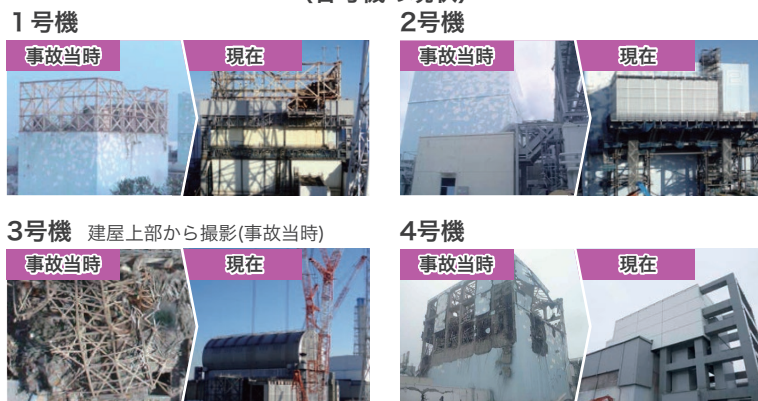 (各号機の現状)
1号機
事故当時
現在
2号機
事故当時
現在
3号機 建屋上部から撮影(事故当時)
事故当時
現在
4号機
事故当時
現在